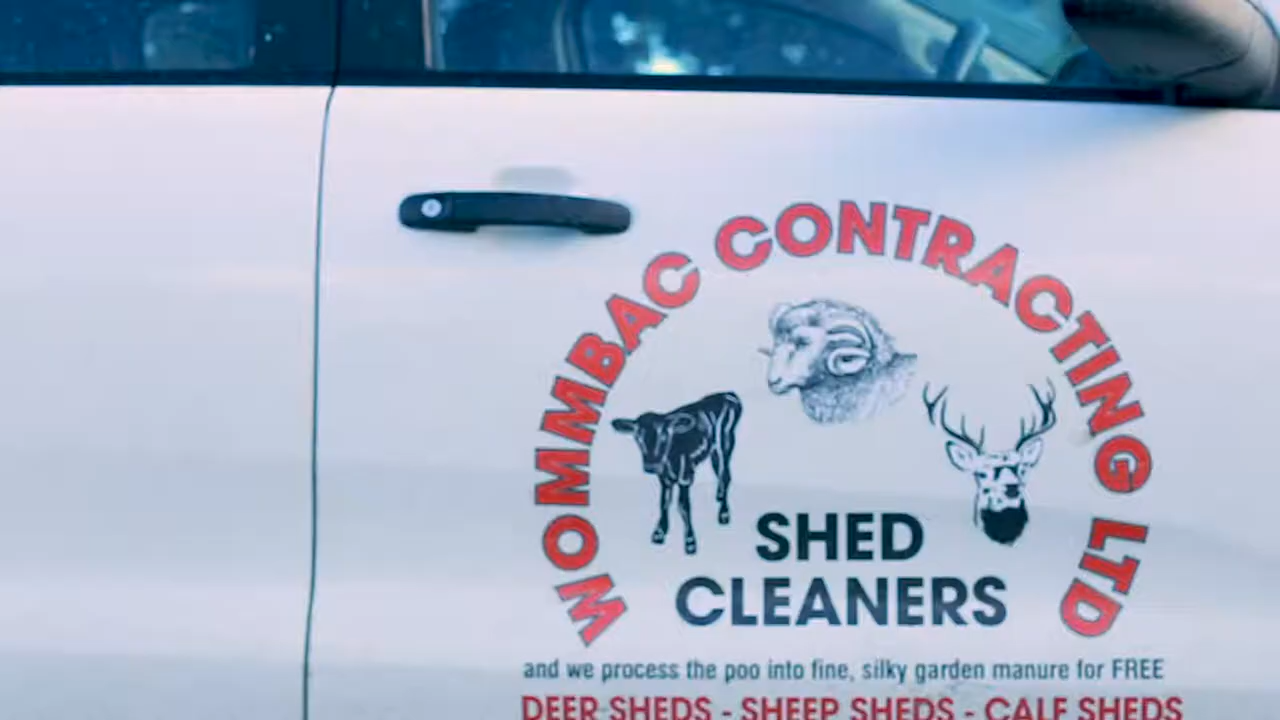 WOMMBAC CONTRACTING LTD
SHED
CLEANERS
and we process the poo into fine, silky garden manure for FREE
DEER SHEDS - SHEEP SHEDS - CALF SHEDS